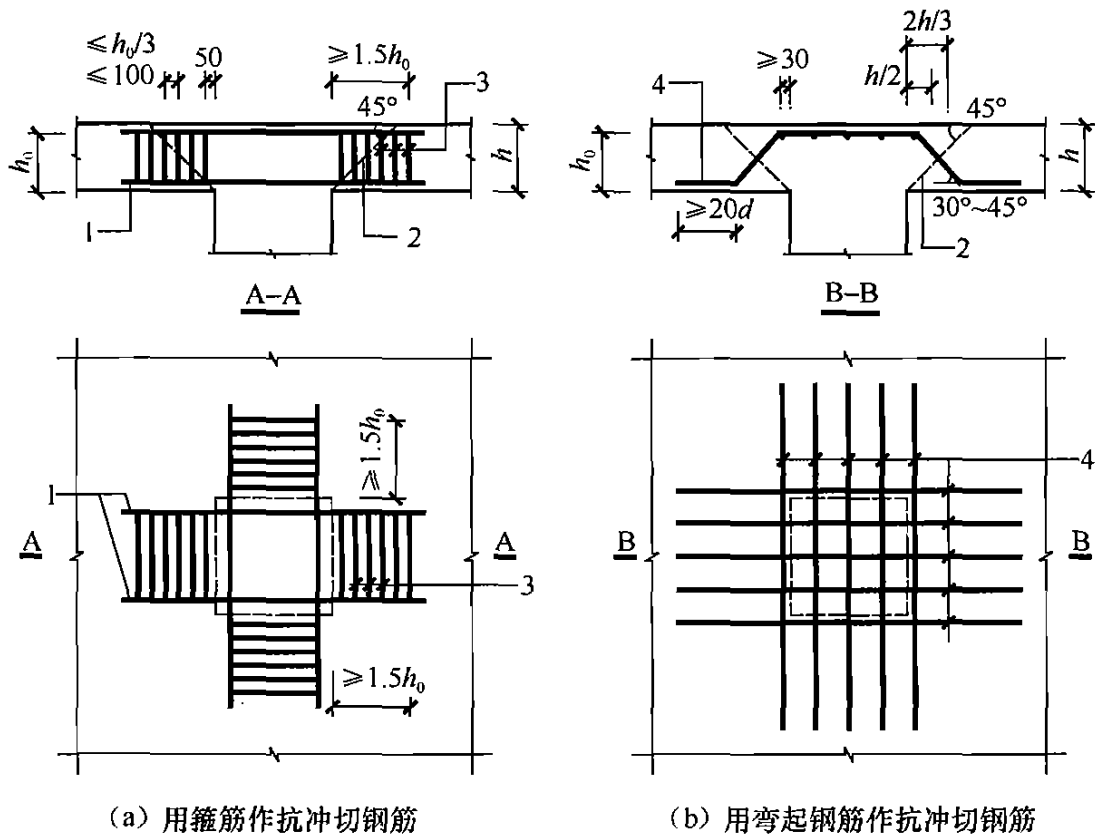 ≤h₀/3
≤100
50
≥1.5h₀
3
45°
h₀
h
1
2
A-A
≥1.5h₀
1
A
A
3
≥1.5h₀
(a) 用箍筋作抗冲切钢筋
2h/3
≥30
h/2
4
45°
h₀
h
≥20d
30°~45°
2
B-B
4
B
B
(b) 用弯起钢筋作抗冲切钢筋